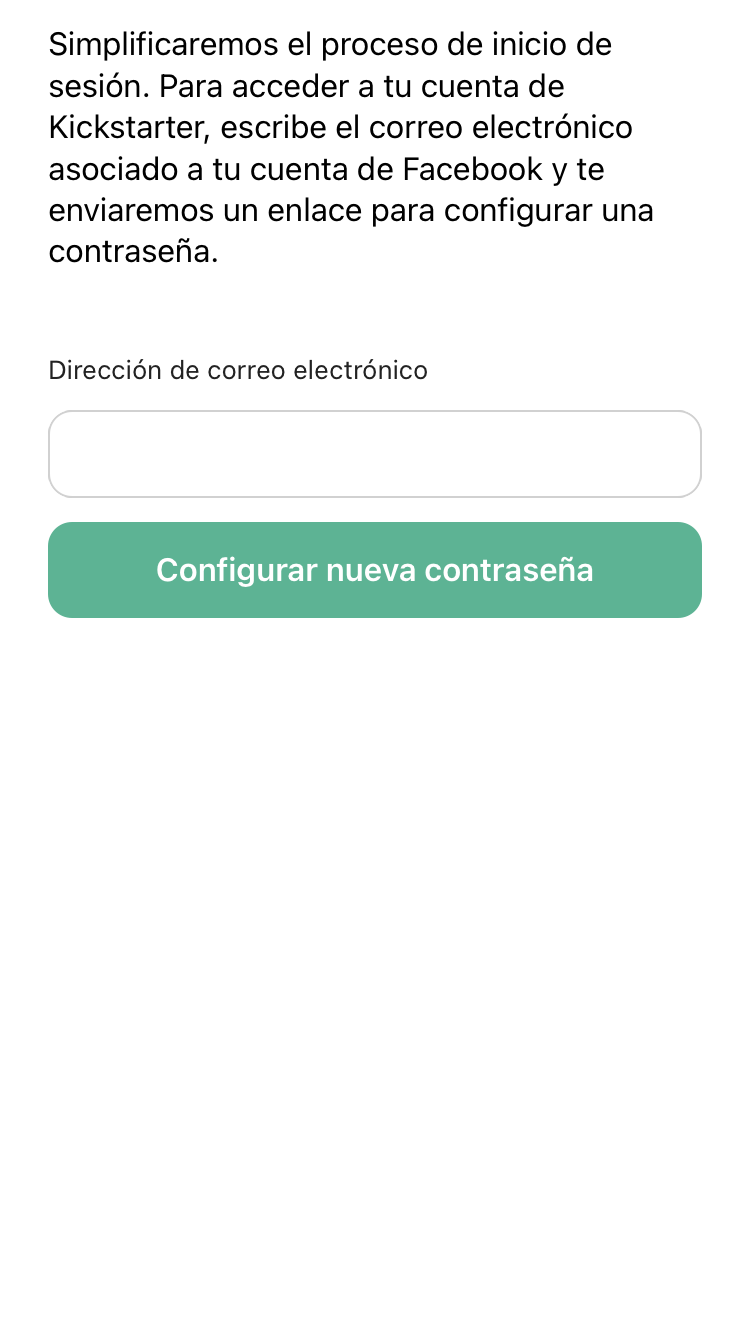 Simplificaremos el proceso de inicio de
sesión. Para acceder a tu cuenta de
Kickstarter, escribe el correo electrónico
asociado a tu cuenta de Facebook y te
enviaremos un enlace para configurar una
contraseña.
Dirección de correo electrónico
Configurar nueva contraseña